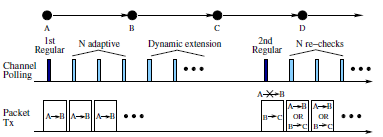 A B C D
1st Regular N adaptive Dynamic extension 2nd Regular N re-checks
Channel Polling
A→B
Packet Tx A→B A→B A→B B→C A→B OR B→C A→B OR B→C